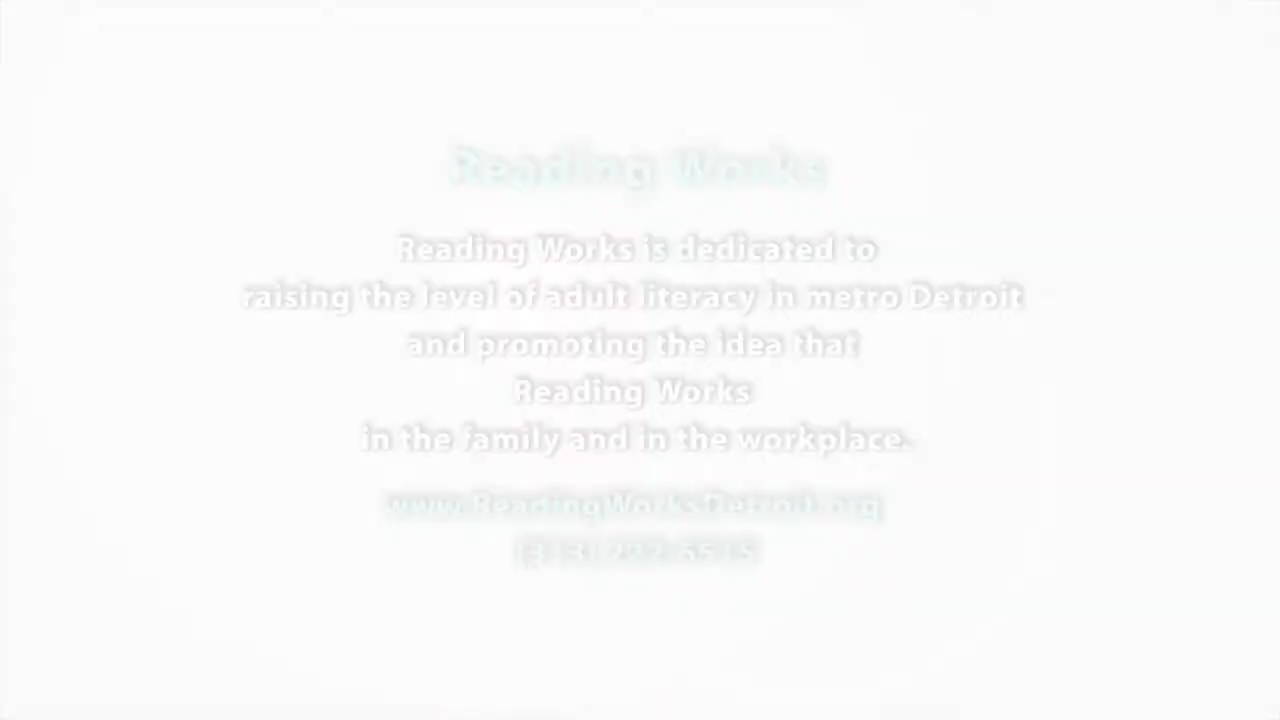 Reading Works
Reading Works is dedicated to
raising the level of adult literacy in metro Detroit
and promoting the idea that
Reading Works
in the family and in the workplace.
www.ReadingWorksDetroit.org
(313)